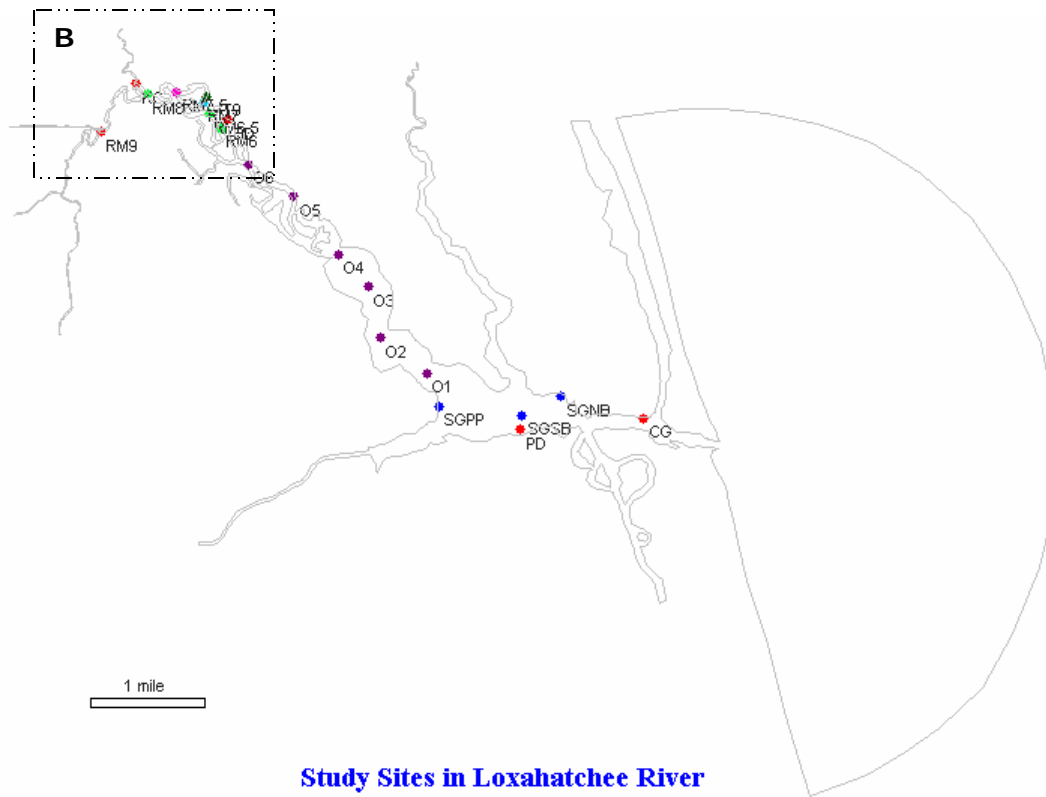 B
RM8
RM9
RM6
O6
O5
O4
O3
O2
O1
SGPP
SGNB
SGSB
CG
PD
1 mile
Study Sites in Loxahatchee River